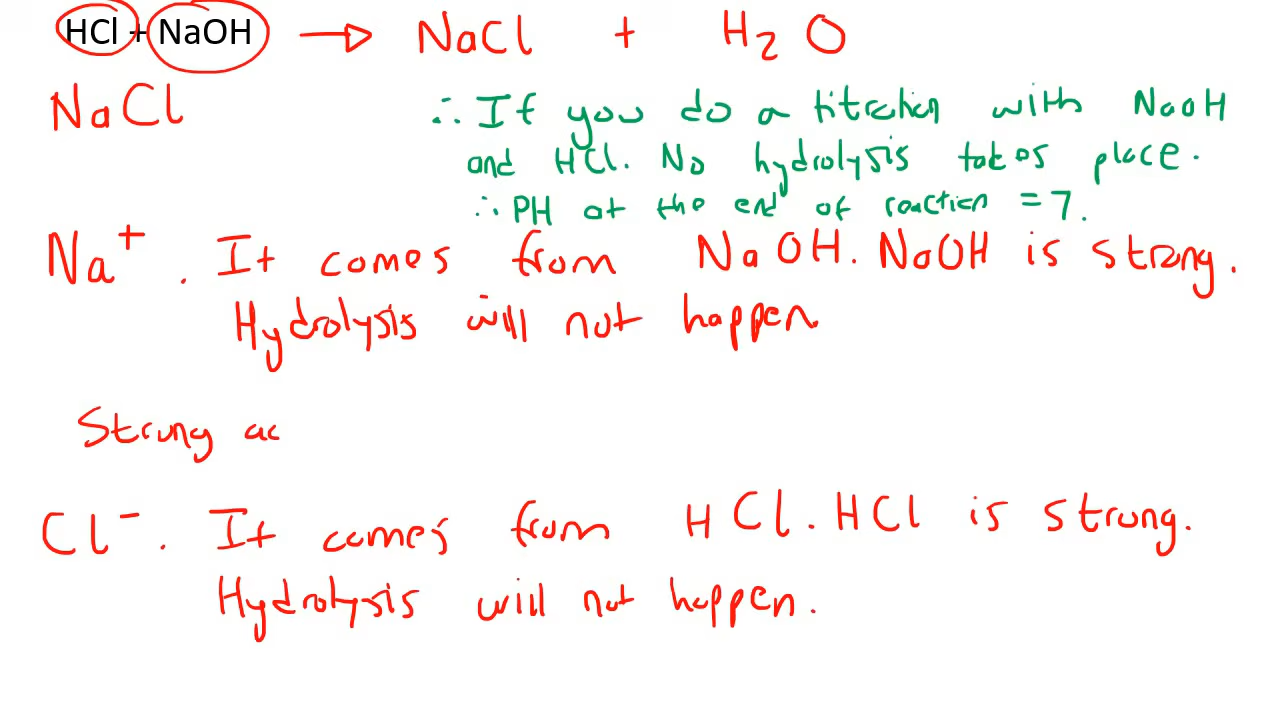 HCl + NaOH → NaCl + H₂O
NaCl
∴ If you do a titration with NaOH
and HCl. No hydrolysis takes place.
∴ PH at the end of reaction = 7.
Na⁺. It comes from NaOH. NaOH is strong.
Hydrolysis will not happen
Strong ac
Cl⁻. It comes from HCl. HCl is strong.
Hydrolysis will not happen.